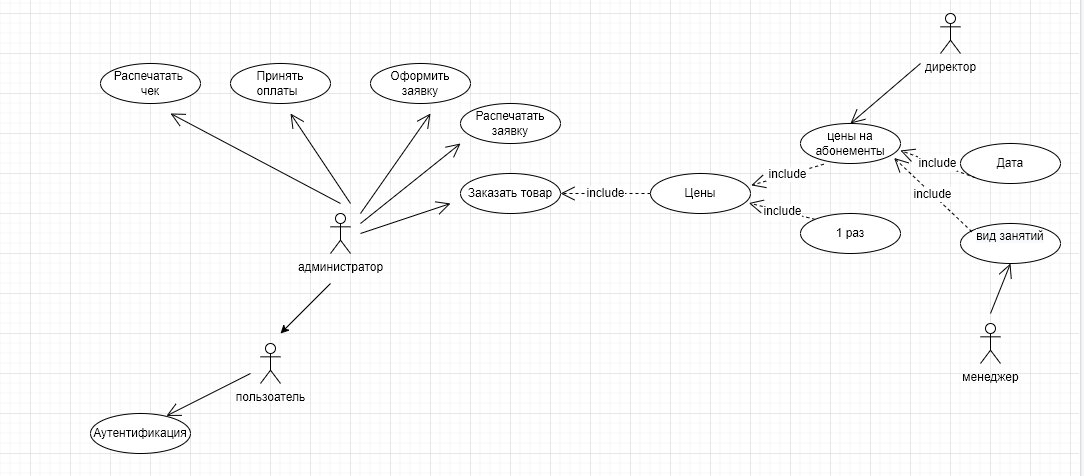 директор
Распечатать
чек
Принять
оплаты
Оформить
заявку
Распечатать
заявку
цены на
абонементы
include
Дата
include
Заказать товар
include
Цены
include
include
1 раз
вид занятий
администратор
пользоатель
менеджер
Аутентификация